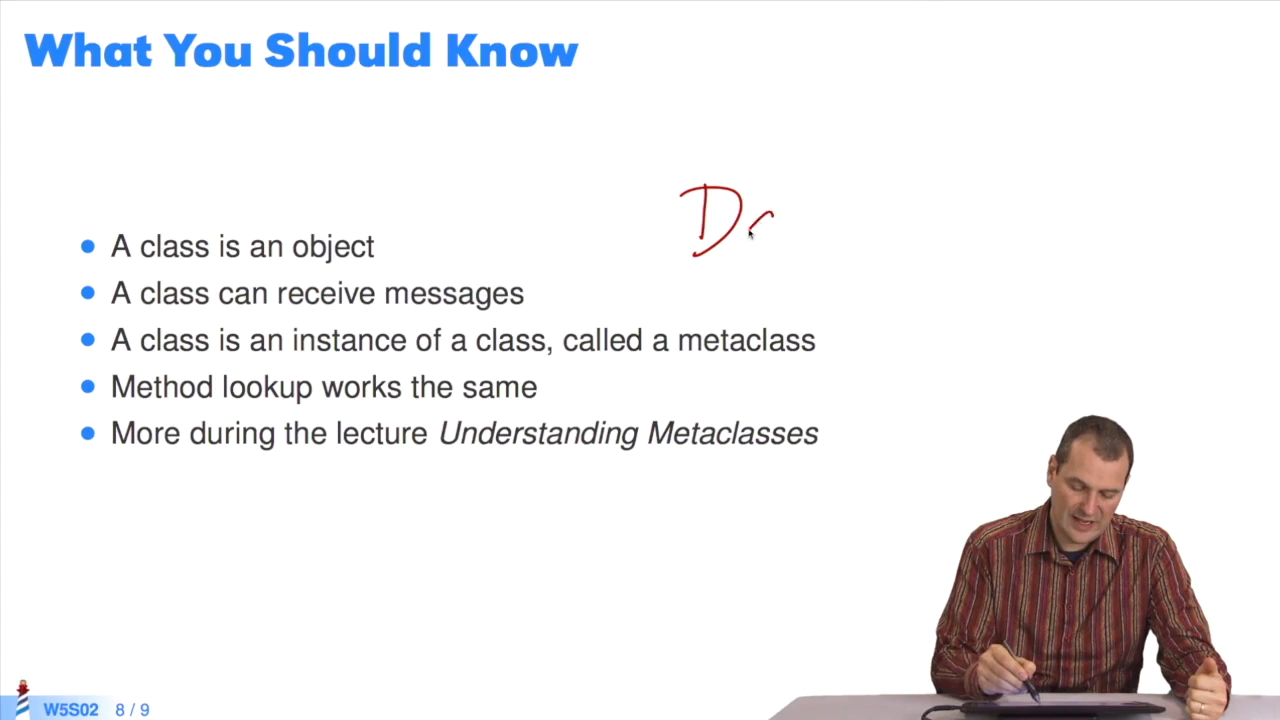 What You Should Know
D
• A class is an object
• A class can receive messages
• A class is an instance of a class, called a metaclass
• Method lookup works the same
• More during the lecture Understanding Metaclasses
W5S02 8 / 9